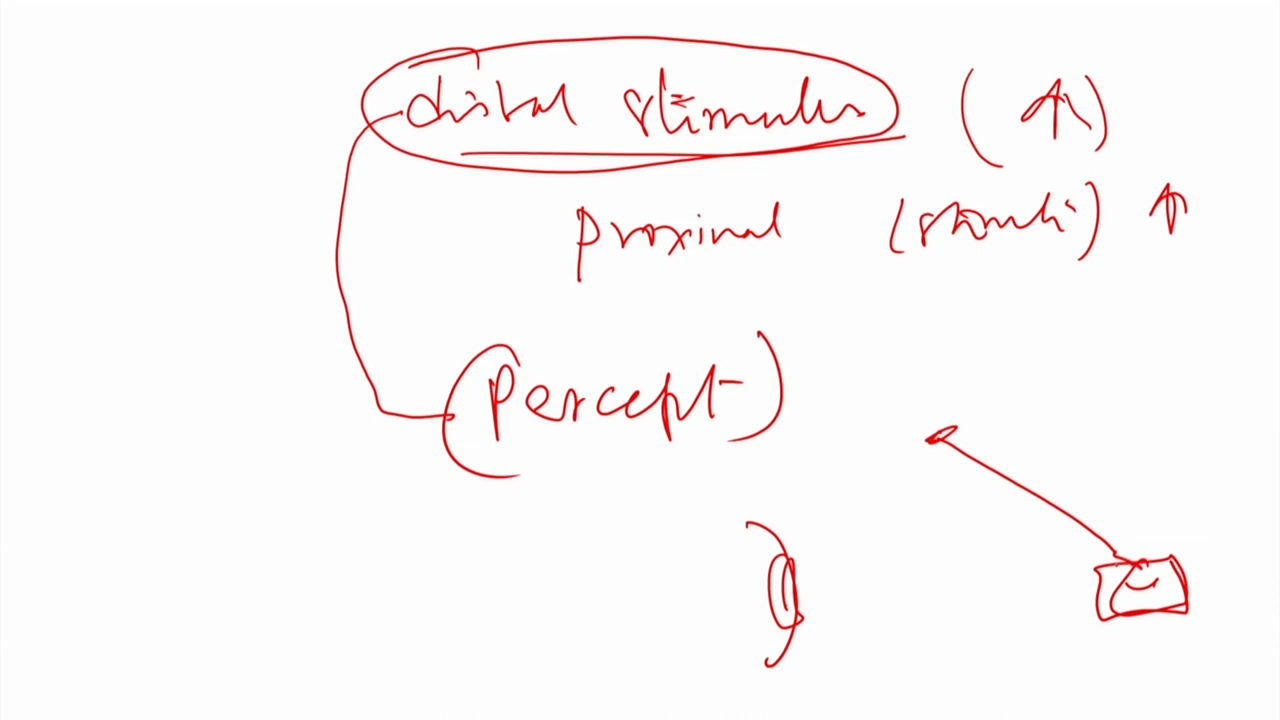 distal stimulus
proximal (stimuli)
(percept)